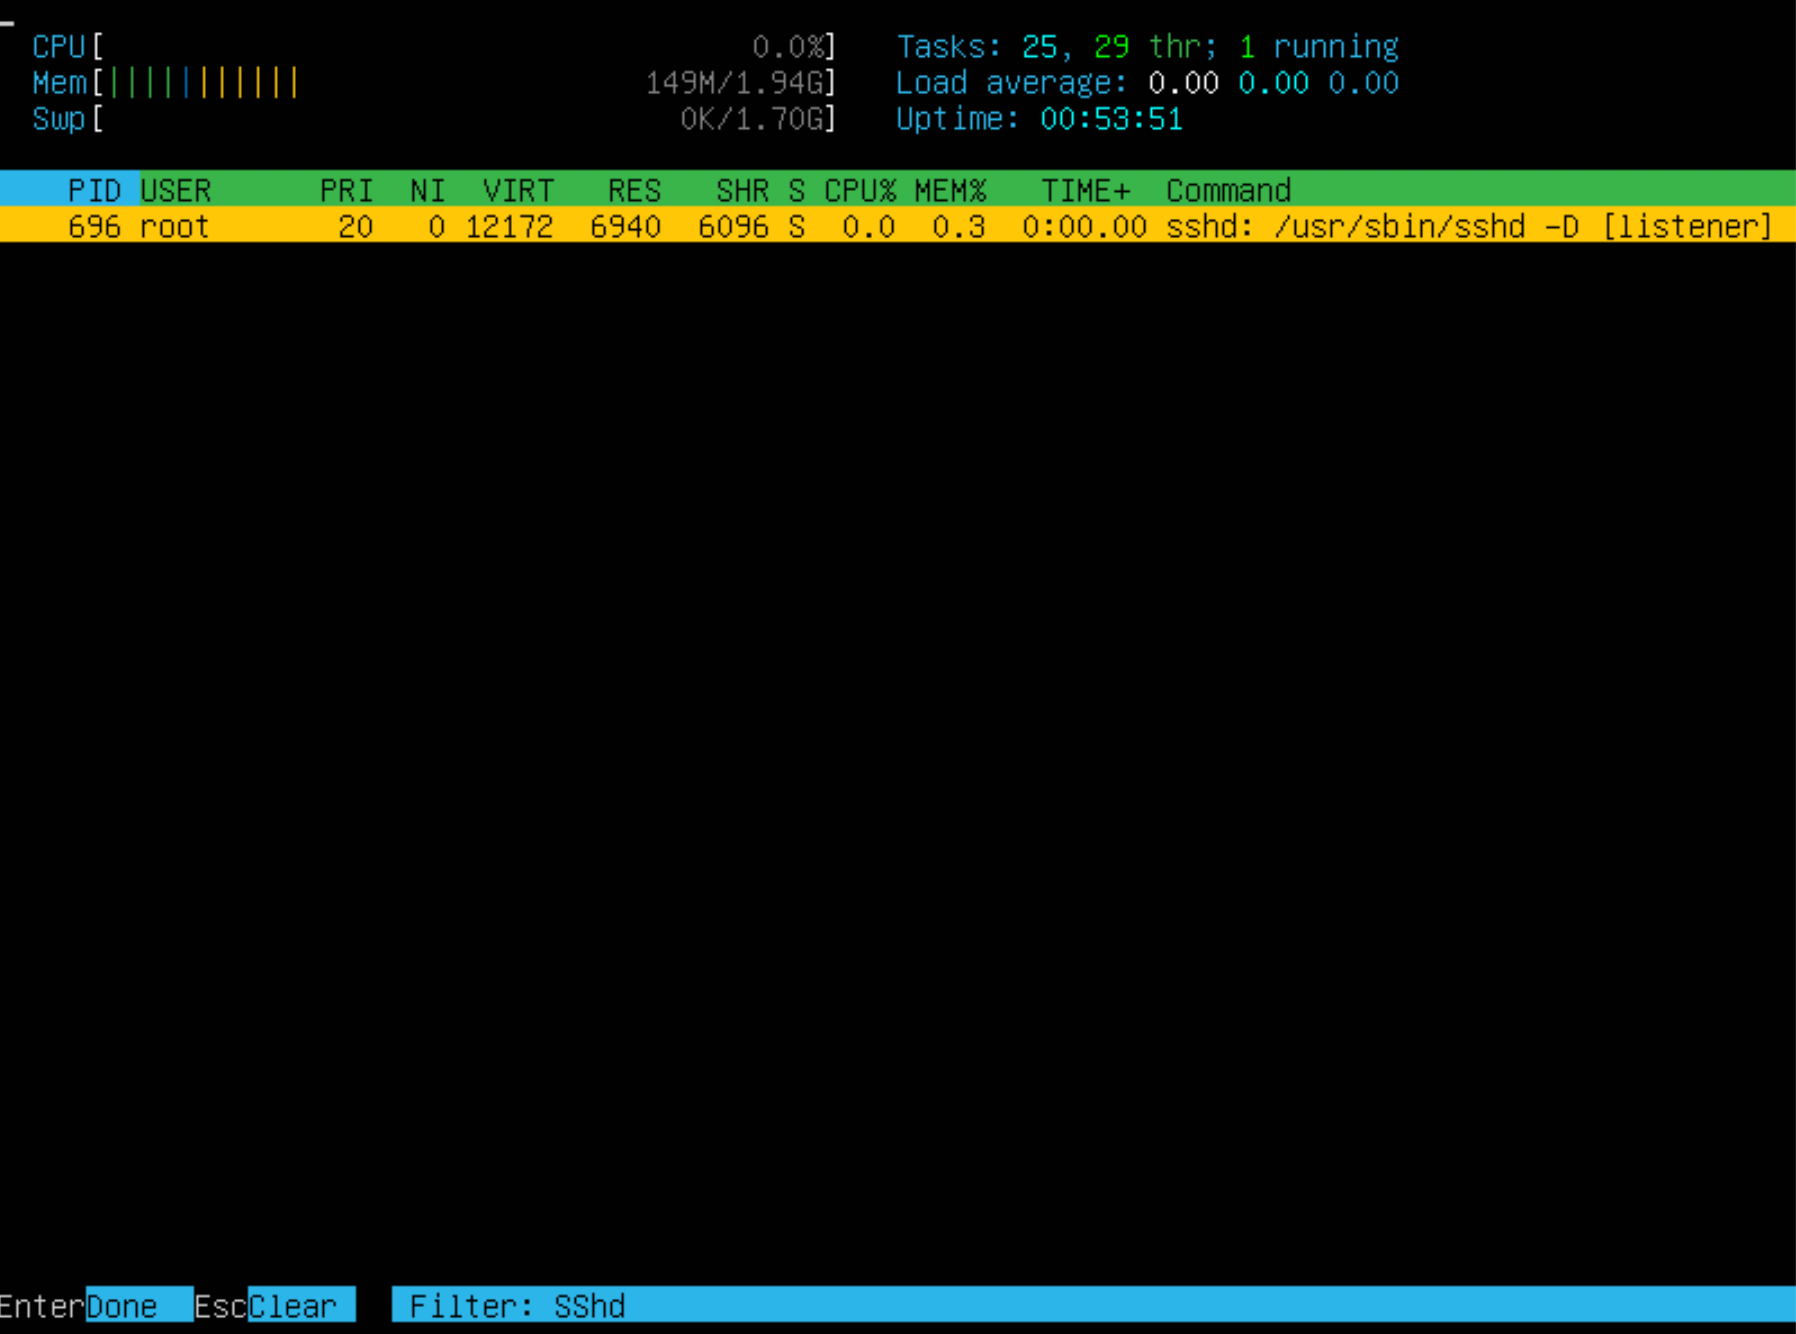 CPU[ 0.0%] Tasks: 25, 29 thr; 1 running
Mem[||||||||||| 149M/1.94G] Load average: 0.00 0.00 0.00
Swp[ 0K/1.70G] Uptime: 00:53:51
PID USER PRI NI VIRT RES SHR S CPU% MEM% TIME+ Command
696 root 20 0 12172 6940 6096 S 0.0 0.3 0:00.00 sshd: /usr/sbin/sshd -D [listener]
EnterDone EscClear Filter: SShd